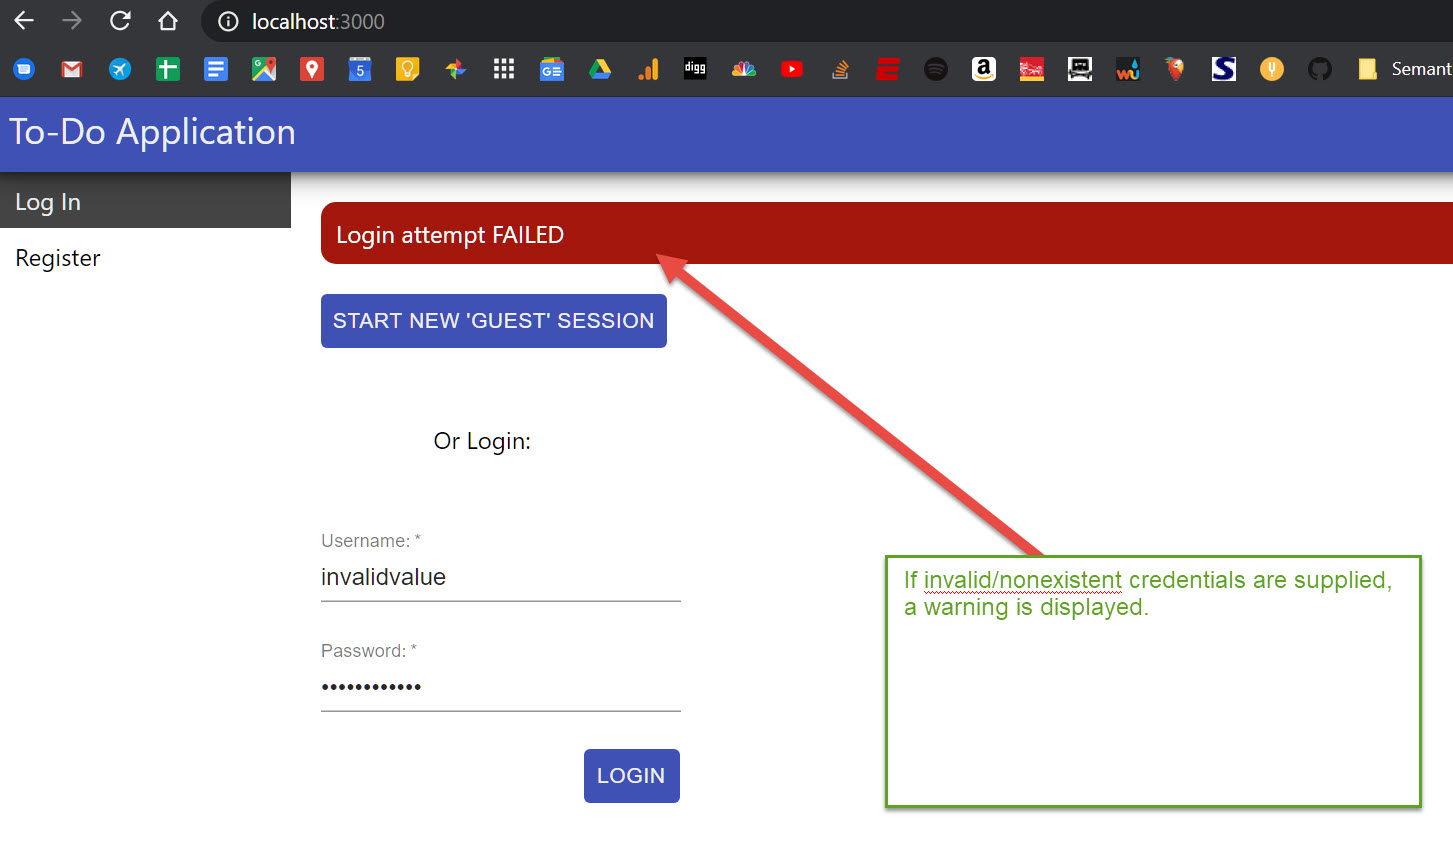 localhost:3000
5 digg a wu S Semant
To-Do Application
Log In
Register
Login attempt FAILED
START NEW 'GUEST' SESSION
Or Login:
Username: *
invalidvalue
Password: *
••••••••••••
LOGIN
If invalid/nonexistent credentials are supplied,
a warning is displayed.